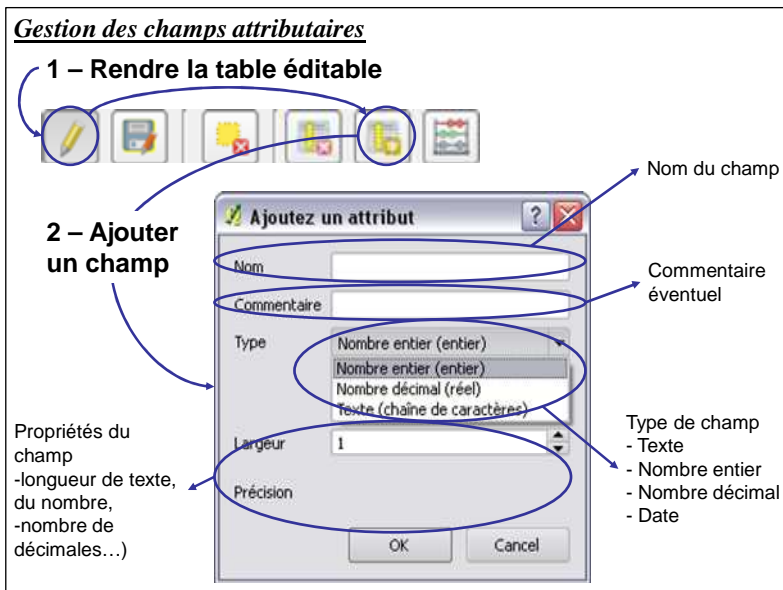 Gestion des champs attributaires
1 – Rendre la table éditable
Nom du champ
2 – Ajouter
un champ
Ajoutez un attribut
?
Nom
Commentaire
Commentaire
éventuel
Type
Nombre entier (entier)
Nombre entier (entier)
Nombre décimal (réel)
Texte (chaîne de caractères)
Type de champ
- Texte
- Nombre entier
- Nombre décimal
- Date
Propriétés du
champ
-longueur de texte,
du nombre,
-nombre de
décimales…)
Largeur
1
Précision
OK
Cancel